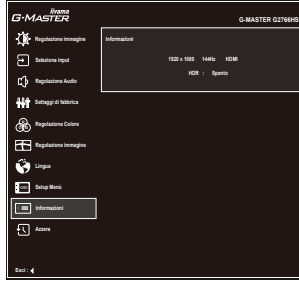 iiyama
G-MASTER
G-MASTER G2766HS
Regolazione immagine
Informazioni
Selezione input
1920 x 1080 144Hz HDMI
HDR : Spento
Regolazione Audio
Settaggi di fabbrica
Regolazione Colore
Regolazione immagine
Lingua
Setup Menù
Informazioni
Azzera
Esci :